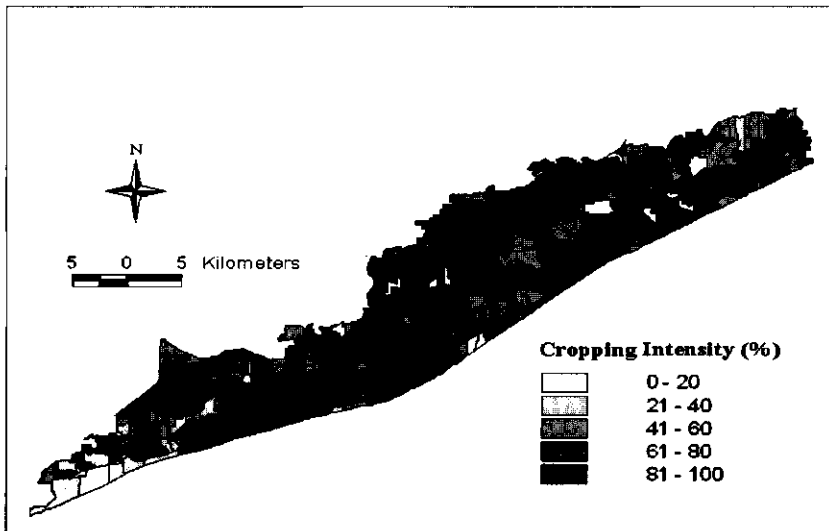 N
5 0 5 Kilometers
Cropping Intensity (%)
0 - 20
21 - 40
41 - 60
61 - 80
81 - 100